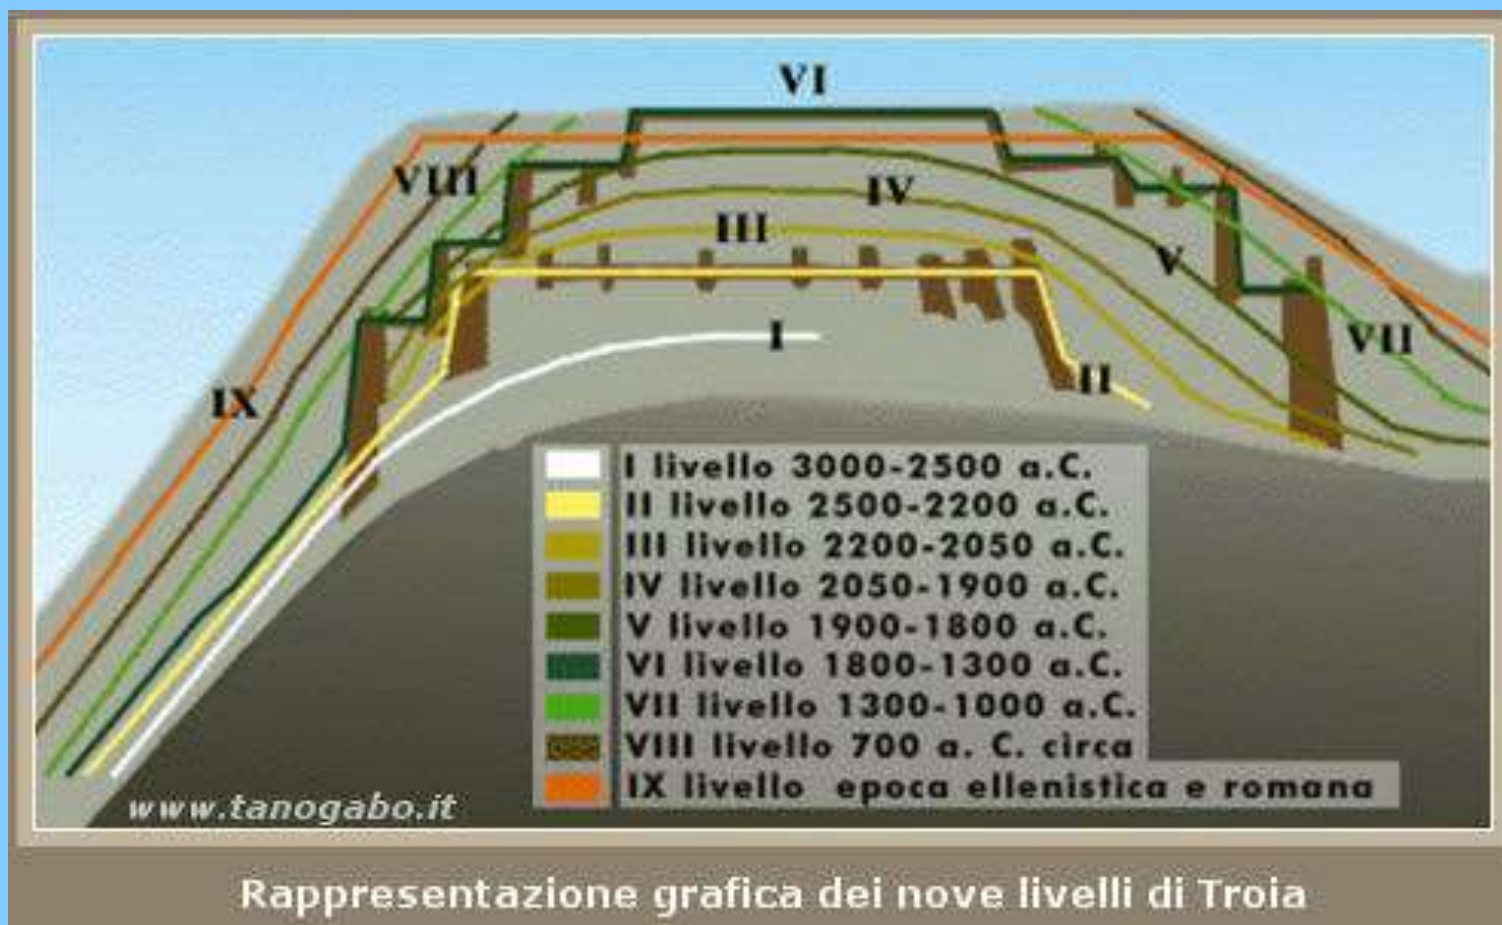 VI
VIII
IV
III
V
I
VII
II
IX
I livello 3000-2500 a.C.
II livello 2500-2200 a.C.
III livello 2200-2050 a.C.
IV livello 2050-1900 a.C.
V livello 1900-1800 a.C.
VI livello 1800-1300 a.C.
VII livello 1300-1000 a.C.
VIII livello 700 a. C. circa
IX livello epoca ellenistica e romana
www.tanogabo.it
Rappresentazione grafica dei nove livelli di Troia